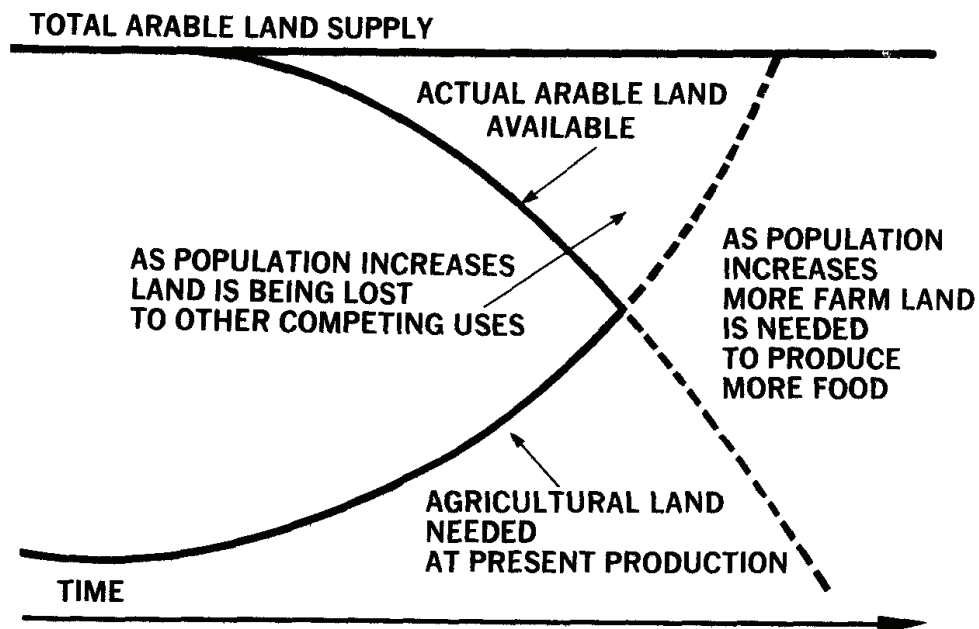 TOTAL ARABLE LAND SUPPLY
ACTUAL ARABLE LAND
AVAILABLE
AS POPULATION INCREASES
LAND IS BEING LOST
TO OTHER COMPETING USES
AS POPULATION
INCREASES
MORE FARM LAND
IS NEEDED
TO PRODUCE
MORE FOOD
AGRICULTURAL LAND
NEEDED
AT PRESENT PRODUCTION
TIME